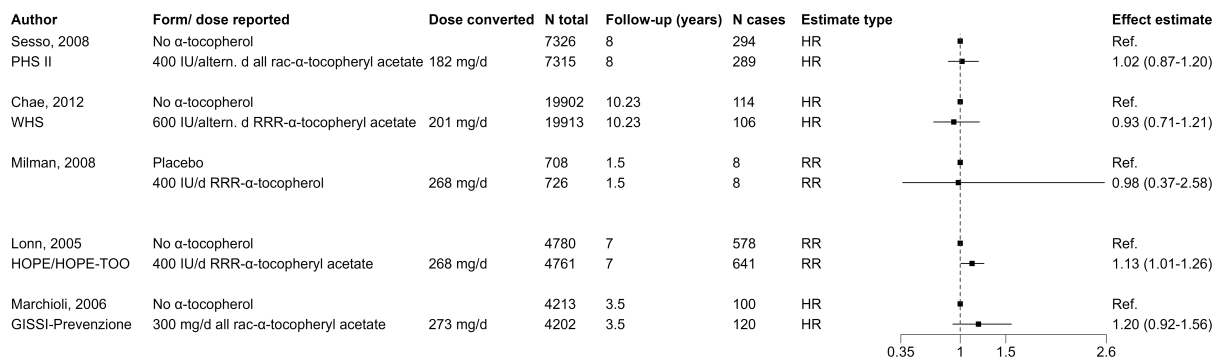 Author Form/ dose reported Dose converted N total Follow-up (years) N cases Estimate type Effect estimate
Sesso, 2008 No α-tocopherol 7326 8 294 HR Ref.
PHS II 400 IU/altern. d all rac-α-tocopheryl acetate 182 mg/d 7315 8 289 HR 1.02 (0.87-1.20)
Chae, 2012 No α-tocopherol 19902 10.23 114 HR Ref.
WHS 600 IU/altern. d RRR-α-tocopheryl acetate 201 mg/d 19913 10.23 106 HR 0.93 (0.71-1.21)
Milman, 2008 Placebo 708 1.5 8 RR Ref.
400 IU/d RRR-α-tocopherol 268 mg/d 726 1.5 8 RR 0.98 (0.37-2.58)
Lonn, 2005 No α-tocopherol 4780 7 578 RR Ref.
HOPE/HOPE-TOO 400 IU/d RRR-α-tocopheryl acetate 268 mg/d 4761 7 641 RR 1.13 (1.01-1.26)
Marchioli, 2006 No α-tocopherol 4213 3.5 100 HR Ref.
GISSI-Prevenzione 300 mg/d all rac-α-tocopheryl acetate 273 mg/d 4202 3.5 120 HR 1.20 (0.92-1.56)
0.35 1 1.5 2.6